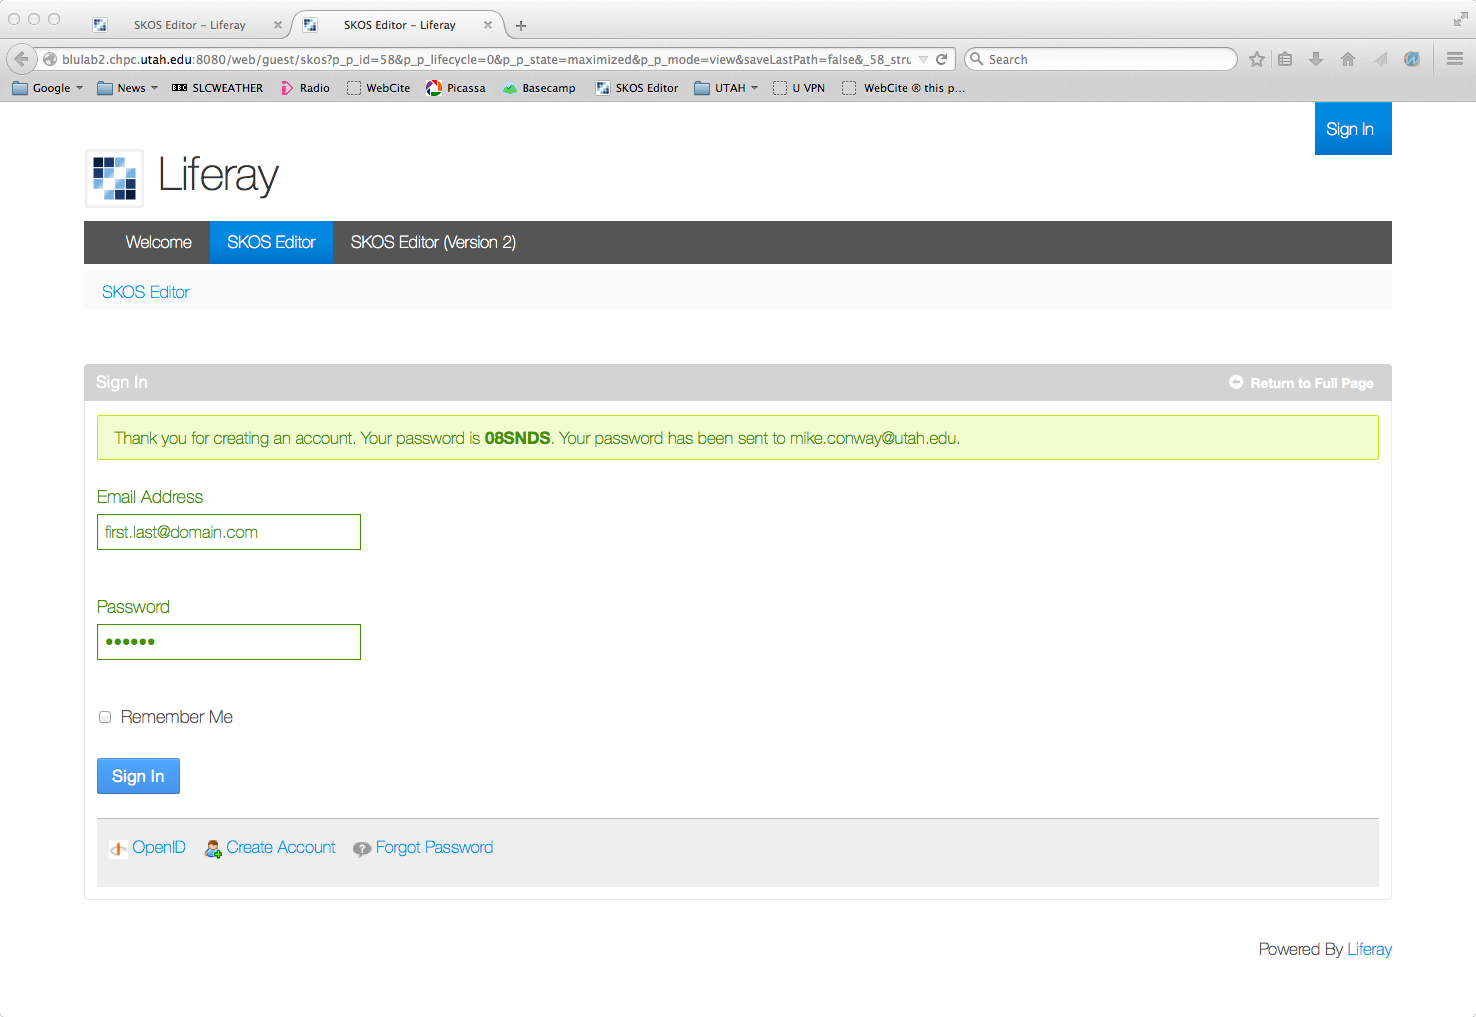 SKOS Editor – Liferay
SKOS Editor – Liferay
blulab2.chpc.utah.edu:8080/web/guest/skos?p_p_id=58&p_p_lifecycle=0&p_p_state=maximized&p_p_mode=view&saveLastPath=false&_58_stru
Search
Google News BBC SLCWEATHER Radio WebCite Picassa Basecamp SKOS Editor UTAH U VPN WebCite ® this p...
Sign In
Liferay
Welcome SKOS Editor SKOS Editor (Version 2)
SKOS Editor
Sign In Return to Full Page
Thank you for creating an account. Your password is 08SNDS. Your password has been sent to mike.conway@utah.edu.
Email Address
first.last@domain.com
Password
••••••
Remember Me
Sign In
OpenID Create Account Forgot Password
Powered By Liferay